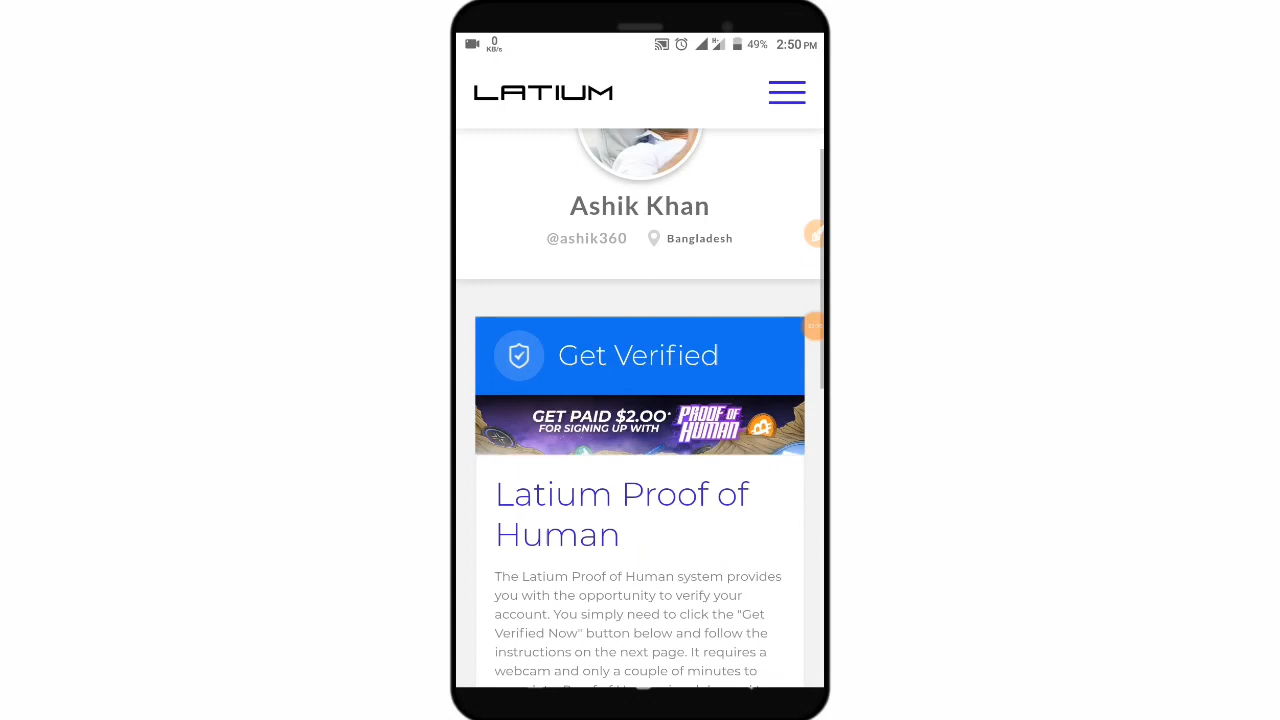 0
KB/s
49% 2:50 PM
LATIUM
Ashik Khan
@ashik360 Bangladesh
Get Verified
GET PAID $2.00*
FOR SIGNING UP WITH
PROOF OF
HUMAN
Latium Proof of
Human
The Latium Proof of Human system provides
you with the opportunity to verify your
account. You simply need to click the "Get
Verified Now" button below and follow the
instructions on the next page. It requires a
webcam and only a couple of minutes to